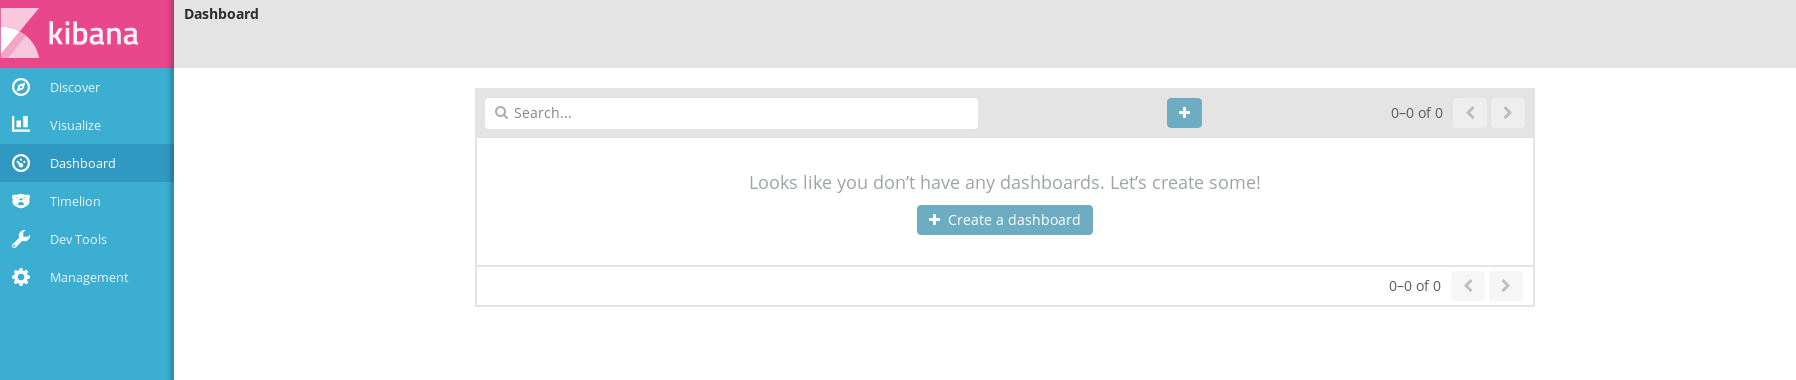 kibana
Dashboard
Discover
Visualize
Dashboard
Timelion
Dev Tools
Management
Search...
0–0 of 0
Looks like you don’t have any dashboards. Let’s create some!
Create a dashboard
0–0 of 0